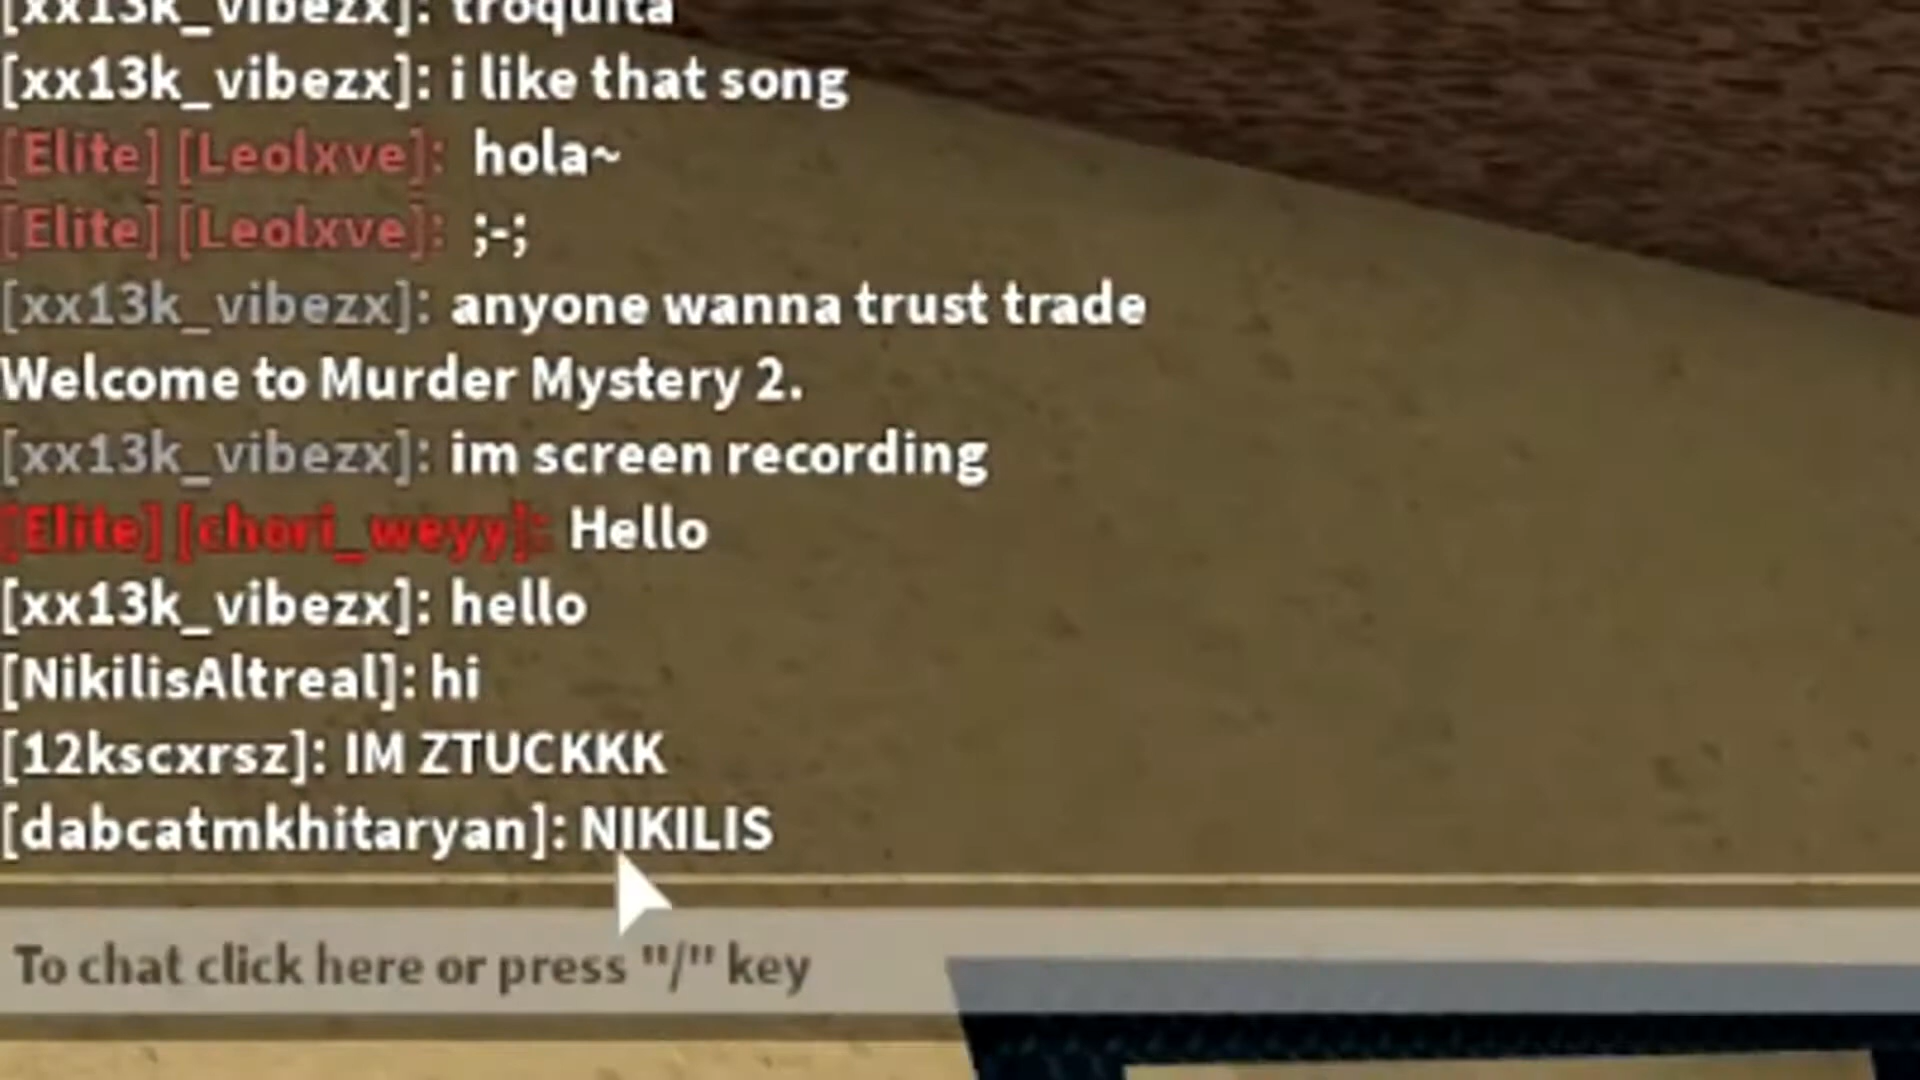 [xx13k_vibezx]: troquita
[xx13k_vibezx]: i like that song
[Elite] [Leolxve]: hola~
[Elite] [Leolxve]: ;-;
[xx13k_vibezx]: anyone wanna trust trade
Welcome to Murder Mystery 2.
[xx13k_vibezx]: im screen recording
[Elite] [chori_weyy]: Hello
[xx13k_vibezx]: hello
[NikilisAltreal]: hi
[12kscxrsz]: IM ZTUCKKK
[dabcatmkhitaryan]: NIKILIS
To chat click here or press "/" key